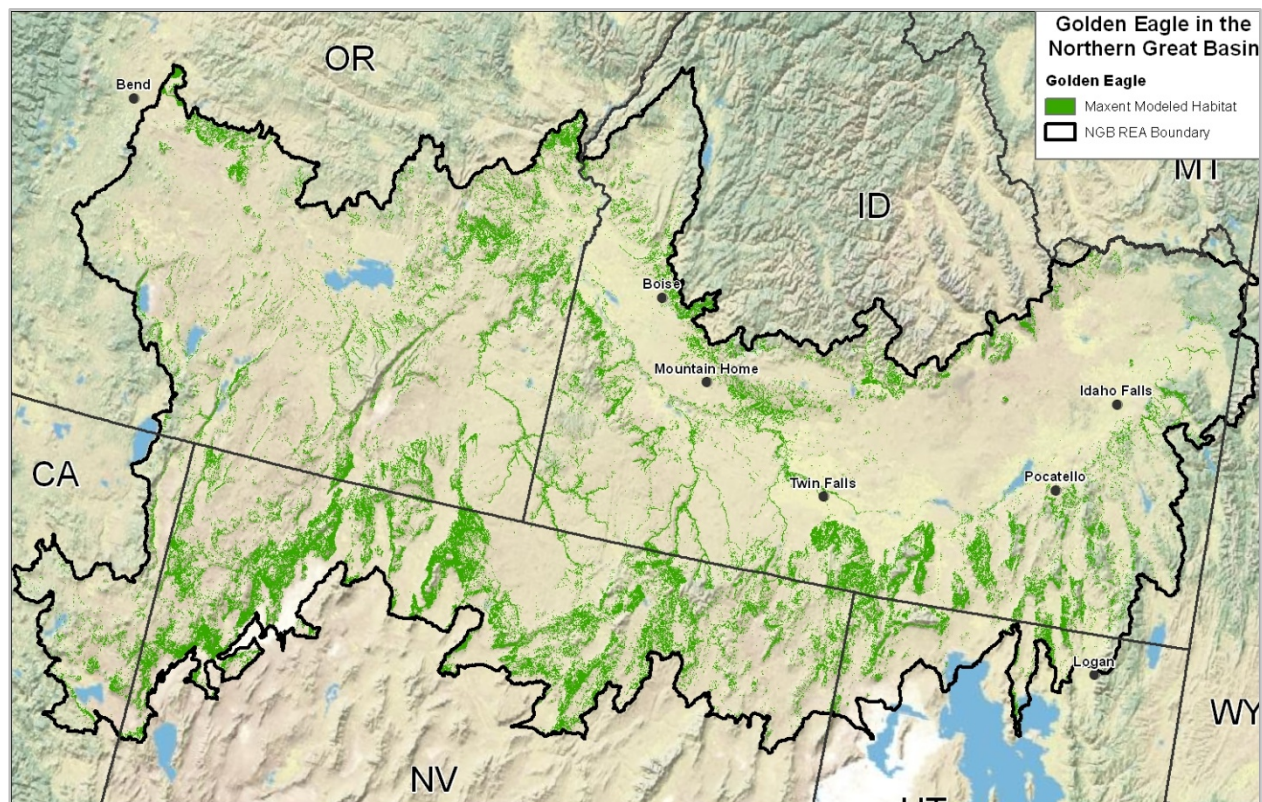 Golden Eagle in the
Northern Great Basin
Golden Eagle
Maxent Modeled Habitat
NGB REA Boundary
OR
Bend
MT
ID
Boise
Mountain Home
Idaho Falls
CA
Twin Falls
Pocatello
Logan
WY
NV
UT